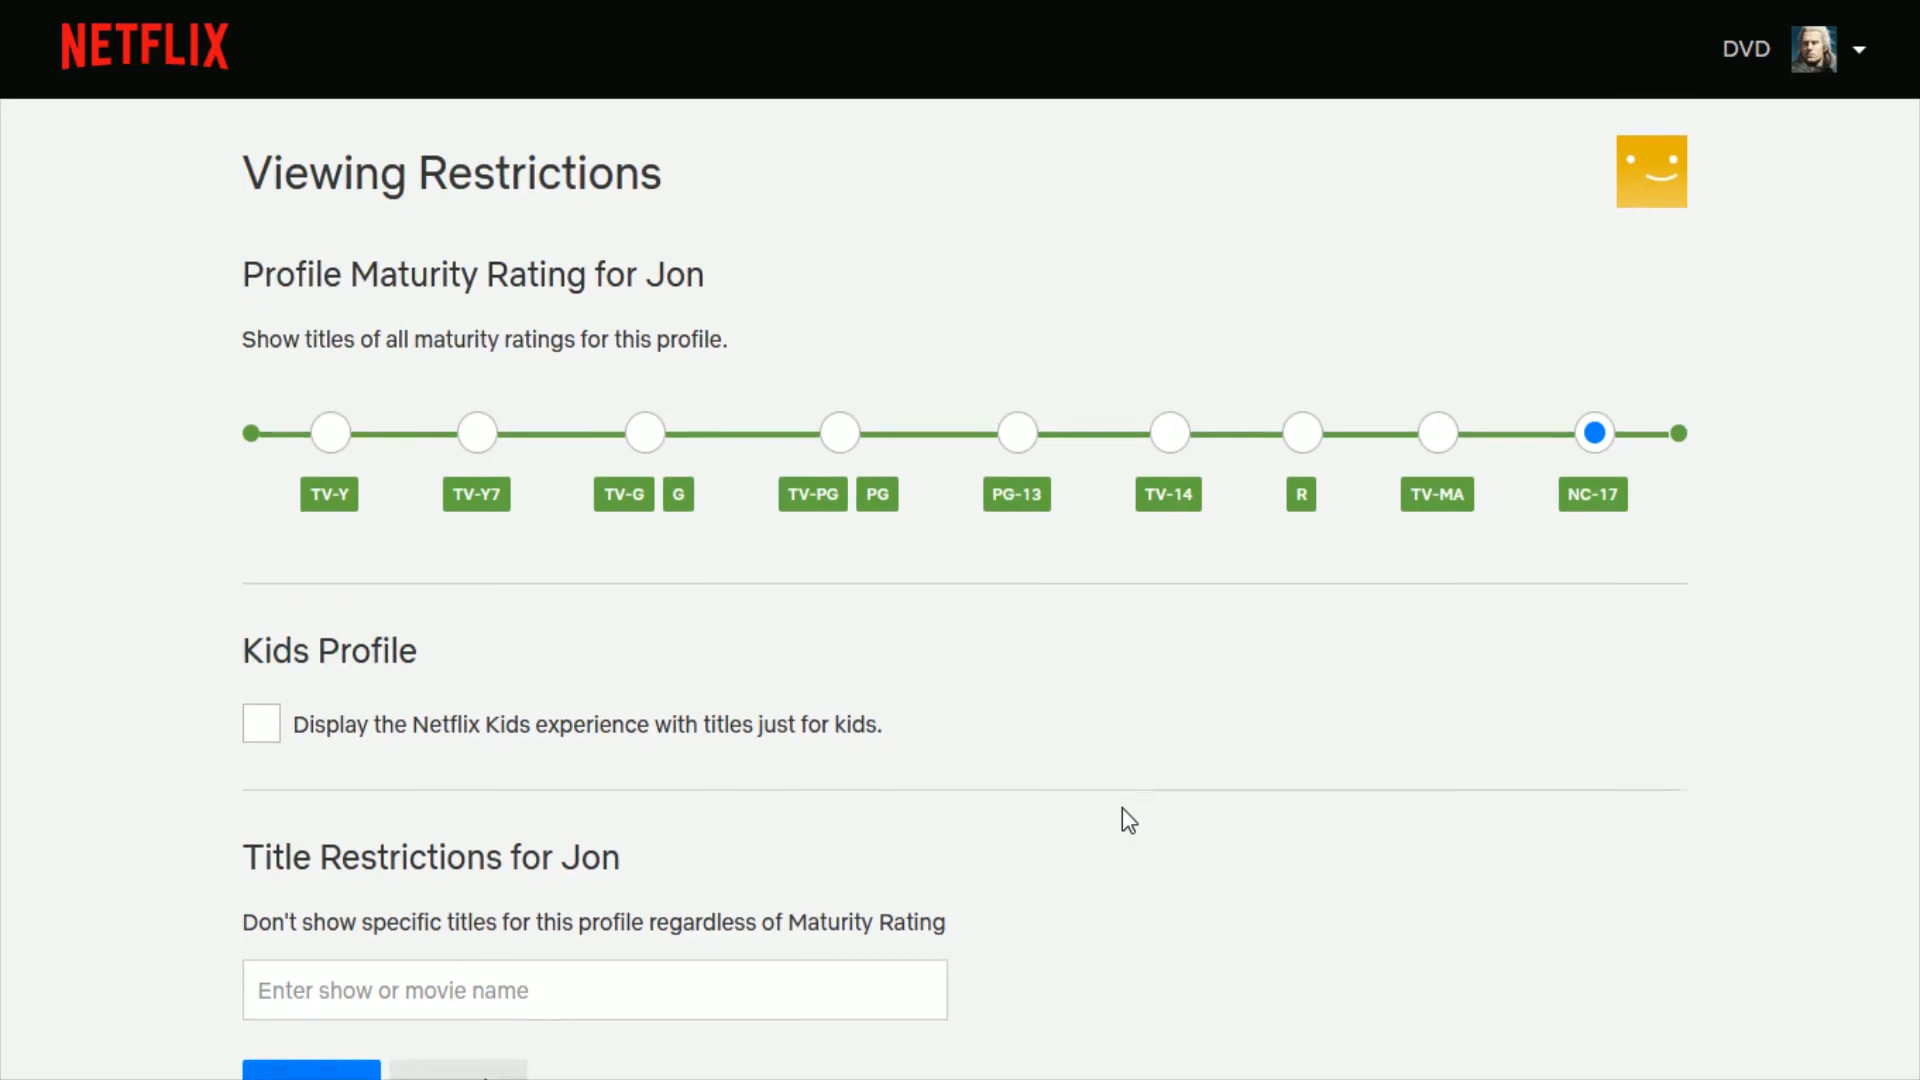 NETFLIX
DVD
Viewing Restrictions
Profile Maturity Rating for Jon
Show titles of all maturity ratings for this profile.
TV-Y TV-Y7 TV-G G TV-PG PG PG-13 TV-14 R TV-MA NC-17
Kids Profile
Display the Netflix Kids experience with titles just for kids.
Title Restrictions for Jon
Don't show specific titles for this profile regardless of Maturity Rating
Enter show or movie name